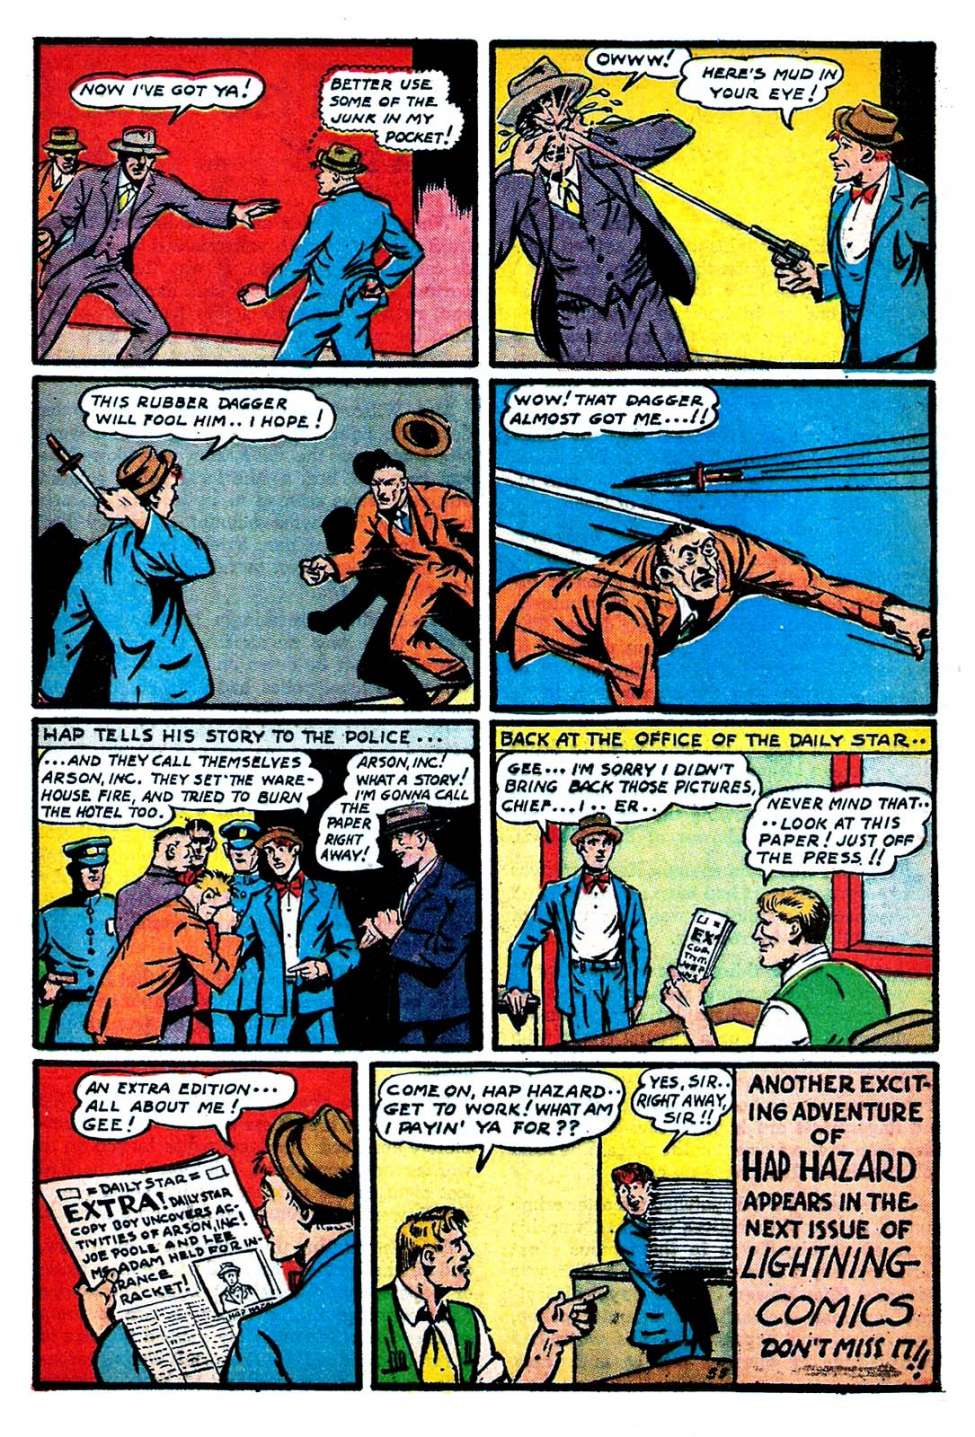 NOW I'VE GOT YA!
BETTER USE
SOME OF THE
JUNK IN MY
POCKET!
OWWW!
HERE'S MUD IN
YOUR EYE!
THIS RUBBER DAGGER
WILL FOOL HIM.. I HOPE!
WOW! THAT DAGGER
ALMOST GOT ME...!!
HAP TELLS HIS STORY TO THE POLICE...
...AND THEY CALL THEMSELVES
ARSON, INC. THEY SET THE WARE-
HOUSE FIRE, AND TRIED TO BURN
THE HOTEL TOO.
ARSON, INC!
WHAT A STORY!
I'M GONNA CALL
THE
PAPER
RIGHT
AWAY!
BACK AT THE OFFICE OF THE DAILY STAR..
GEE... I'M SORRY I DIDN'T
BRING BACK THOSE PICTURES,
CHIEF...I.. ER..
NEVER MIND THAT..
..LOOK AT THIS
PAPER! JUST OFF
THE PRESS!!
EX
AN EXTRA EDITION...
ALL ABOUT ME!
GEE!
=DAILY STAR=
EXTRA! DAILY STAR
COPY BOY UNCOVERS AC-
TIVITIES OF ARSON, INC!
JOE POOLE AND LEE
MC ADAM HELD FOR IN-
RANCE
RACKET!
COME ON, HAP HAZARD..
GET TO WORK! WHAT AM
I PAYIN' YA FOR??
YES, SIR..
RIGHT AWAY,
SIR!!
ANOTHER EXCIT-
ING ADVENTURE
OF
HAP HAZARD
APPEARS IN THE
NEXT ISSUE OF
LIGHTNING-
COMICS
DON'T MISS IT!!